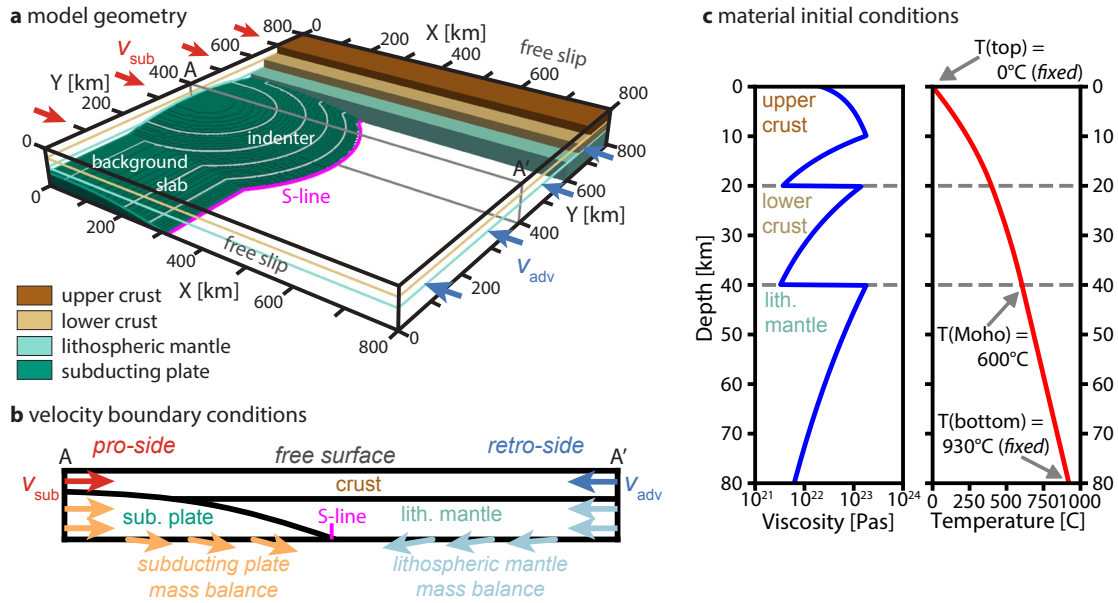 a model geometry
X [km]
0
200
400
600
800
free slip
800
600
400
200
0
Y [km]
v_sub
A
indenter
background
slab
S-line
A'
800
600
400
200
0
Y [km]
v_adv
0
200
400
600
800
X [km]
free slip
upper crust
lower crust
lithospheric mantle
subducting plate
b velocity boundary conditions
A
pro-side
free surface
retro-side
A'
v_sub
crust
v_adv
sub. plate
S-line
lith. mantle
subducting plate
mass balance
lithospheric mantle
mass balance
c material initial conditions
T(top) =
0°C (fixed)
Depth [km]
0
10
20
30
40
50
60
70
80
upper
crust
lower
crust
lith.
mantle
10^21
10^22
10^23
10^24
Viscosity [Pas]
T(Moho) =
600°C
T(bottom) =
930°C (fixed)
0
10
20
30
40
50
60
70
80
0
250
500
750
1000
Temperature [C]